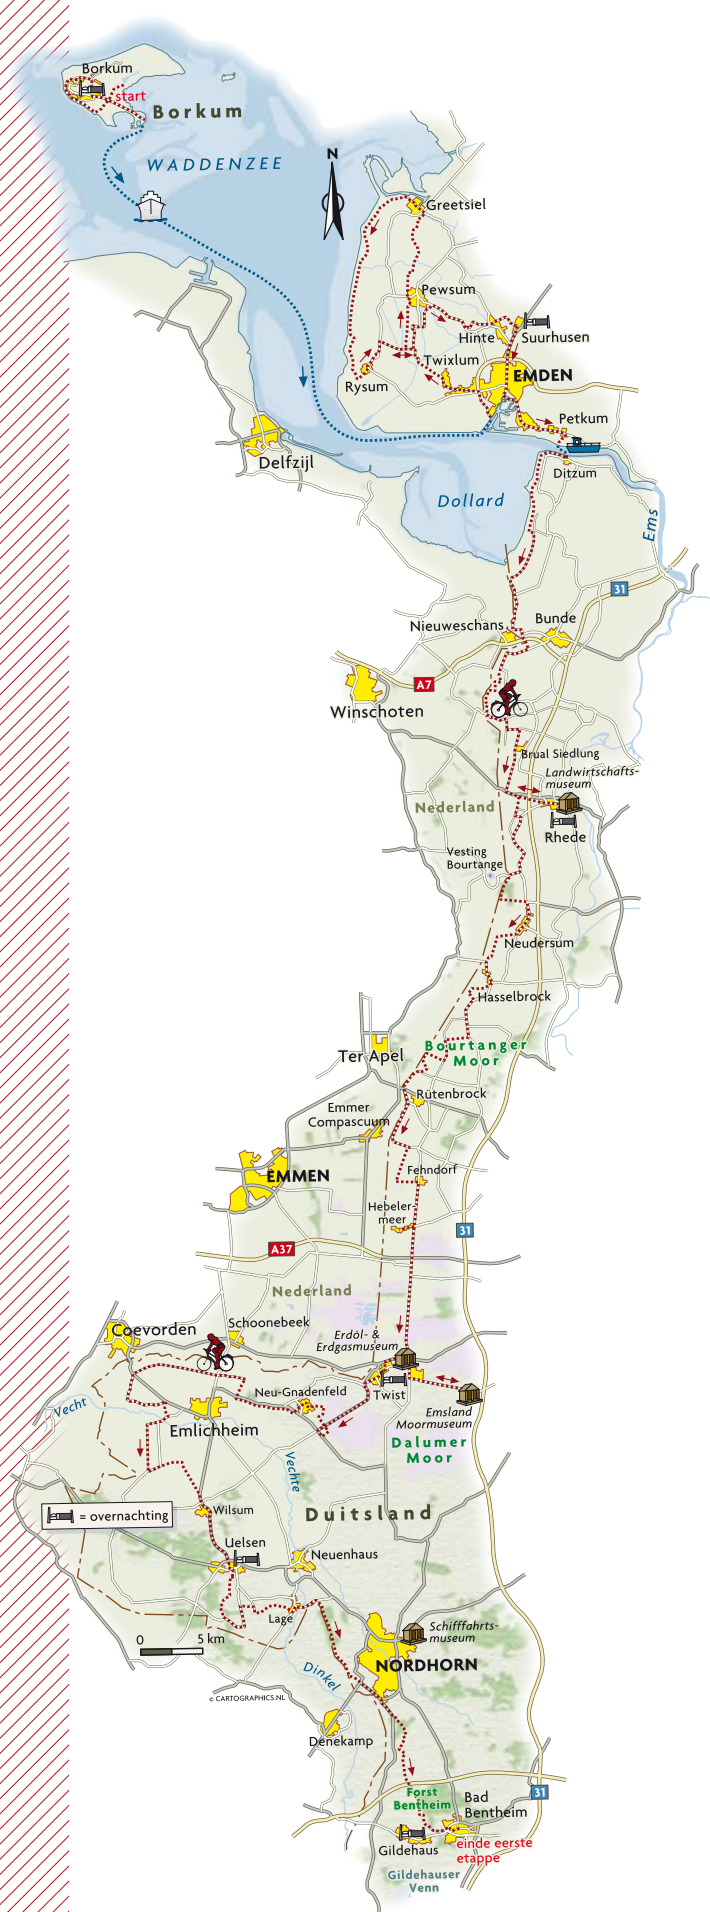 Borkum
start
Borkum
WADDENZEE
N
Greetsiel
Pewsum
Hinte
Suurhusen
Twixlum
Rysum
EMDEN
Petkum
Delfzijl
Ditzum
Dollard
Ems
31
Nieuweschans
Bunde
A7
Winschoten
Brual Siedlung
Landwirtschafts-
museum
Nederland
Rhede
Vesting
Bourtange
Neudersum
Hasselbrock
Bourtanger
Moor
Ter Apel
Rütenbrock
Emmer
Compascuum
EMMEN
Fehndorf
Hebeler-
meer
31
A37
Nederland
Schoonebeek
Coevorden
Erdöl- &
Erdgasmuseum
Neu-Gnadenfeld
Twist
Vecht
Emsland
Moormuseum
Emlichheim
Dalumer
Moor
Vechte
= overnachting
Wilsum
Duitsland
Uelsen
Neuenhaus
Lage
Schifffahrts-
museum
0 5 km
NORDHORN
Dinkel
© CARTOGRAPHICS.NL
Denekamp
31
Forst
Bentheim
Bad
Bentheim
Gildehaus
einde eerste
etappe
Gildehauser
Venn